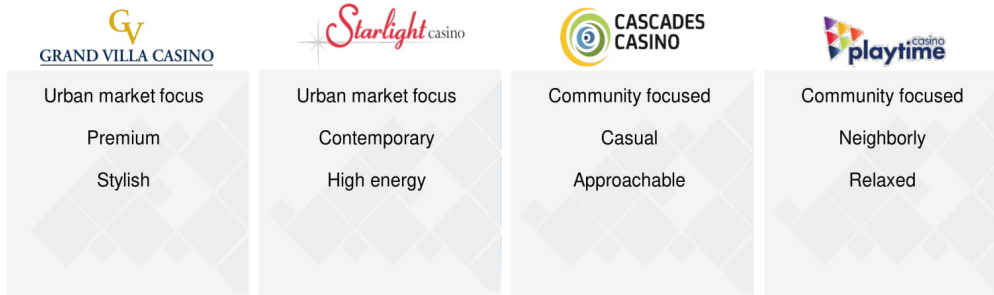 GV
GRAND VILLA CASINO
Urban market focus
Premium
Stylish
Starlight casino
Urban market focus
Contemporary
High energy
CASCADES
CASINO
Community focused
Casual
Approachable
casino
playtime
Community focused
Neighborly
Relaxed